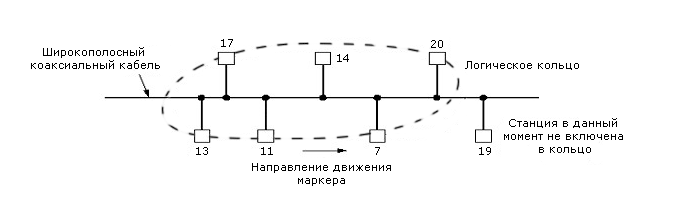 Широкополосный
коаксиальный кабель
17
14
20
Логическое кольцо
13
11
7
19
Станция в данный
момент не включена
в кольцо
Направление движения
маркера